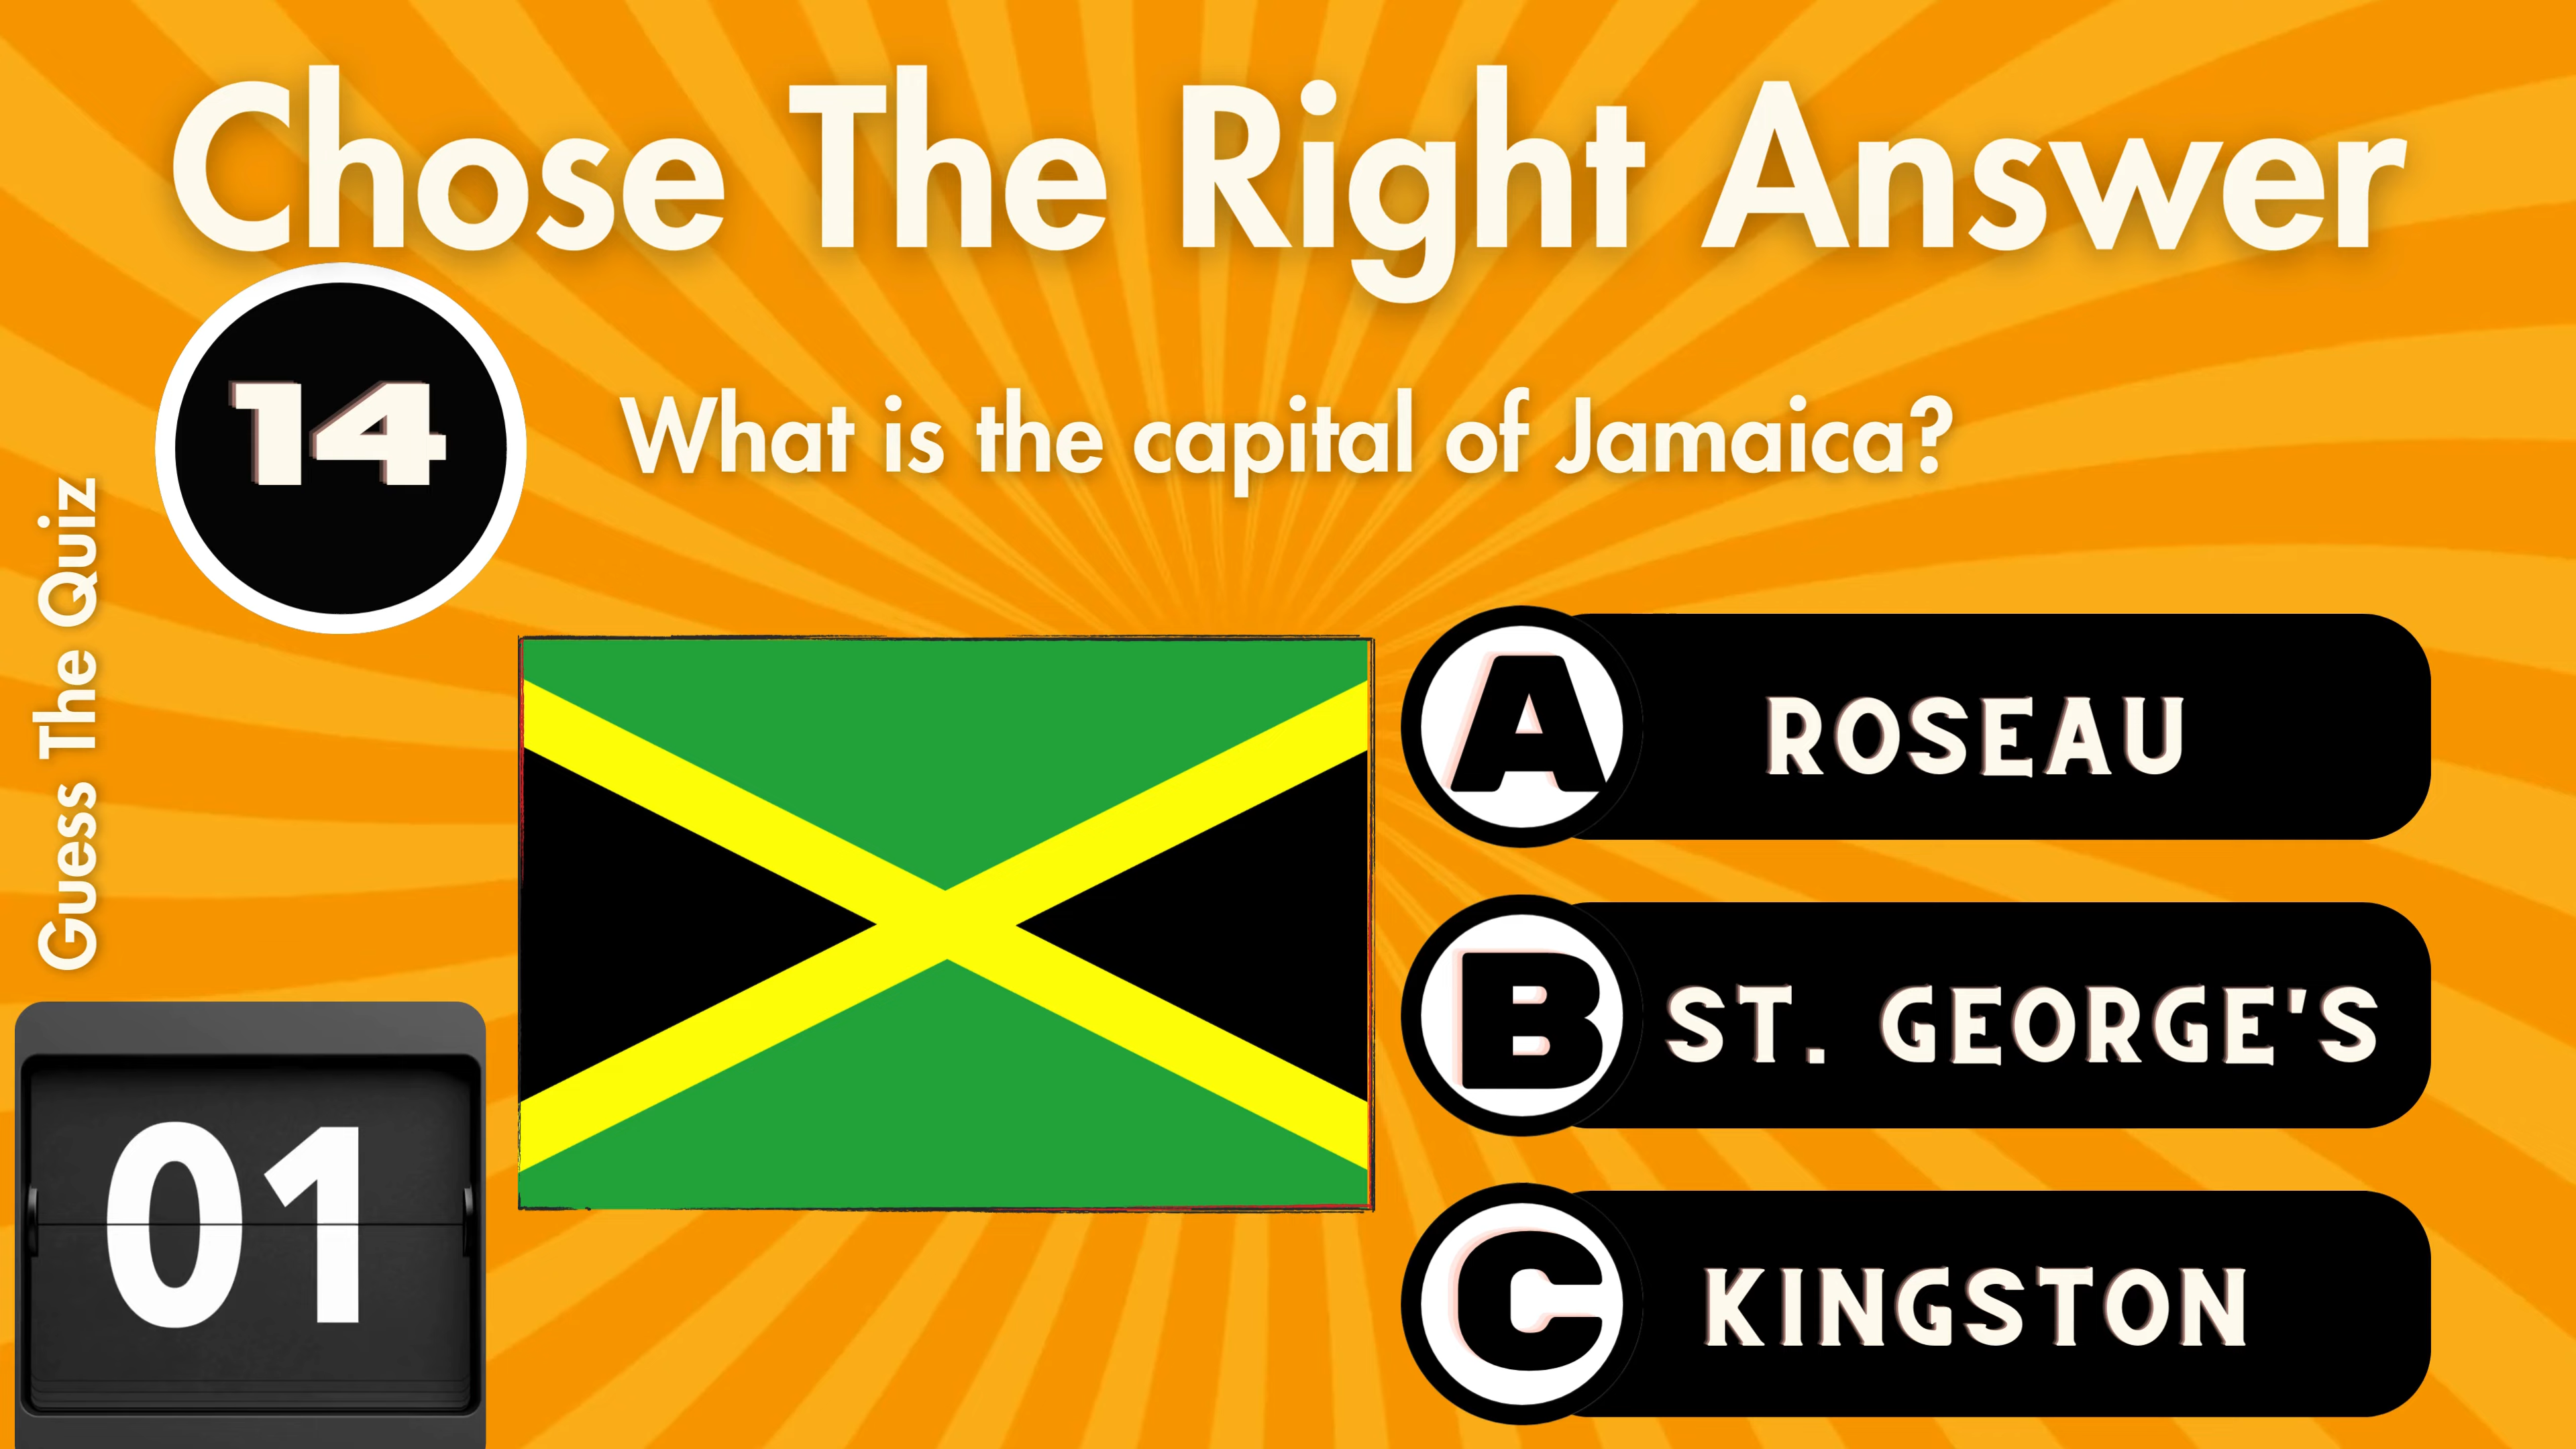 Chose The Right Answer
14
What is the capital of Jamaica?
Guess The Quiz
A ROSEAU
B ST. GEORGE'S
C KINGSTON
01